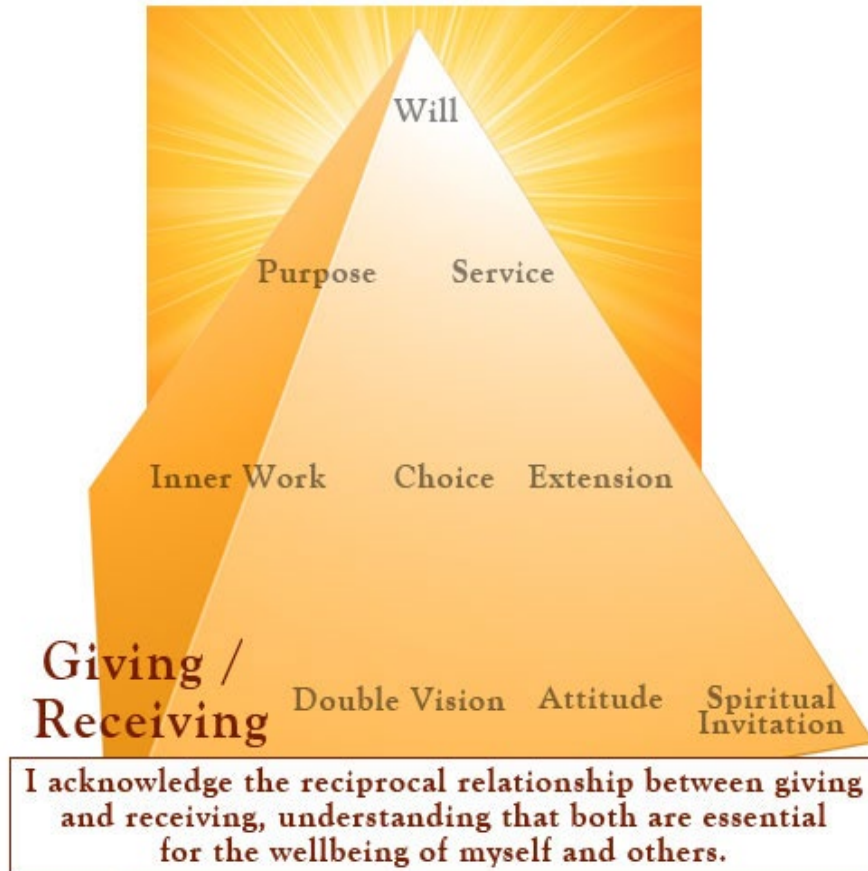 Will
Purpose Service
Inner Work Choice Extension
Giving /
Receiving
Double Vision Attitude Spiritual
Invitation
I acknowledge the reciprocal relationship between giving
and receiving, understanding that both are essential
for the wellbeing of myself and others.